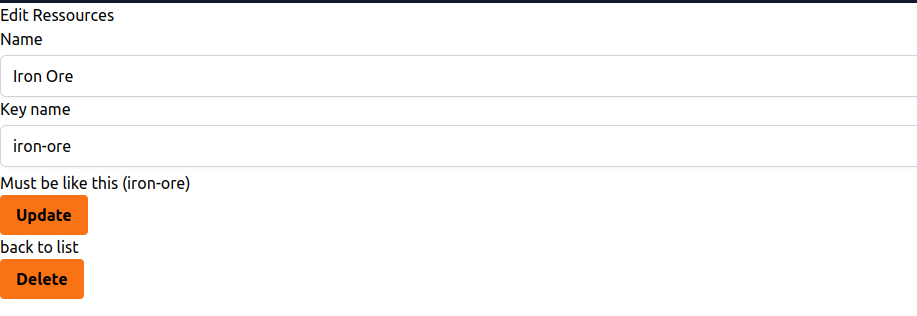 Edit Ressources
Name
Iron Ore
Key name
iron-ore
Must be like this (iron-ore)
Update
back to list
Delete